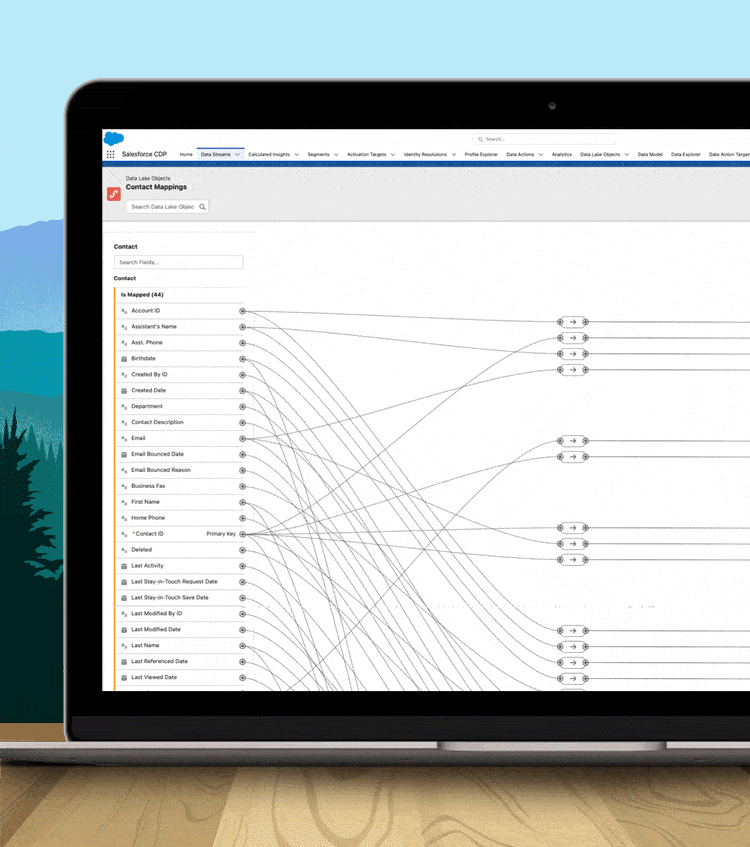 Search...
Salesforce CDP Home Data Streams Calculated Insights Segments Activation Targets Identity Resolutions Profile Explorer Data Actions Analytics Data Lake Objects Data Model Data Explorer Data Action Target
Data Lake Objects
Contact Mappings
Search Data Lake Objec
Contact
Search Fields...
Contact
Is Mapped (44)
Account ID
Assistant's Name
Asst. Phone
Birthdate
Created By ID
Created Date
Department
Contact Description
Email
Email Bounced Date
Email Bounced Reason
Business Fax
First Name
Home Phone
* Contact ID Primary Key
Deleted
Last Activity
Last Stay-in-Touch Request Date
Last Stay-in-Touch Save Date
Last Modified By ID
Last Modified Date
Last Name
Last Referenced Date
Last Viewed Date